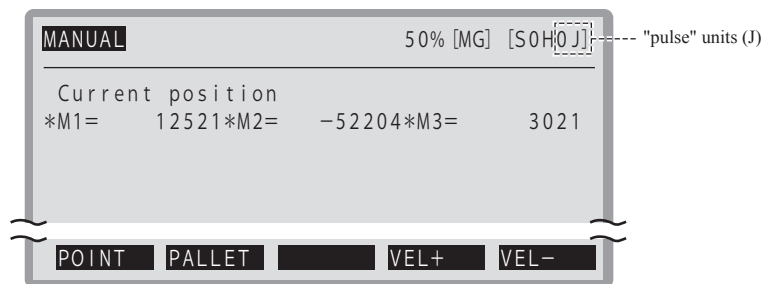 MANUAL 50% [MG] [S0H0J] "pulse" units (J)
Current position
*M1= 12521*M2= -52204*M3= 3021
POINT PALLET VEL+ VEL-